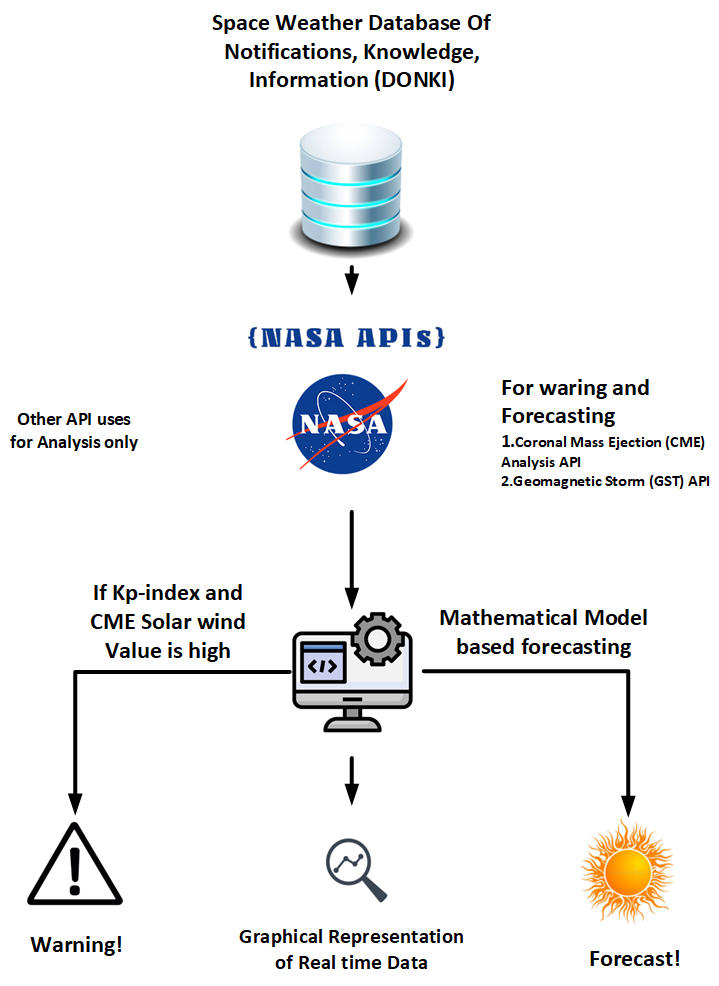 Space Weather Database Of
Notifications, Knowledge,
Information (DONKI)
{NASA APIs}
NASA
Other API uses
for Analysis only
For waring and
Forecasting
1.Coronal Mass Ejection (CME)
Analysis API
2.Geomagnetic Storm (GST) API
If Kp-index and
CME Solar wind
Value is high
Mathematical Model
based forecasting
</>
Warning!
Graphical Representation
of Real time Data
Forecast!